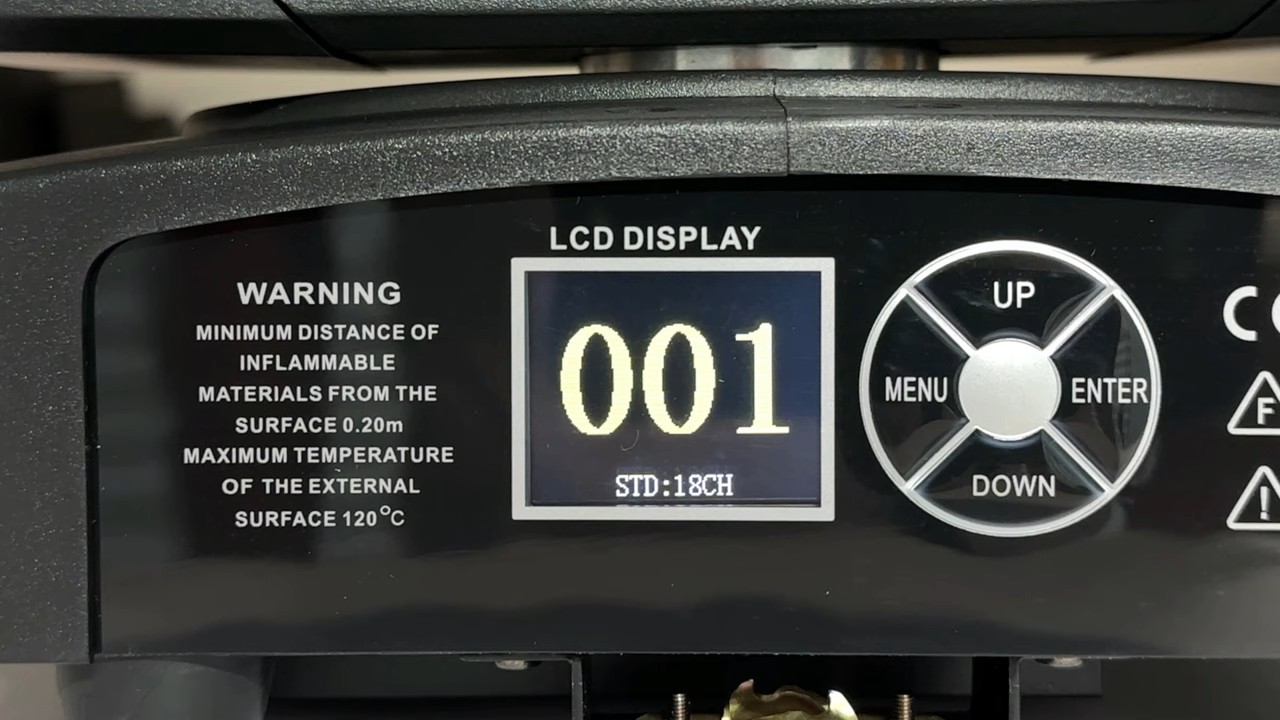 WARNING
MINIMUM DISTANCE OF
INFLAMMABLE
MATERIALS FROM THE
SURFACE 0.20m
MAXIMUM TEMPERATURE
OF THE EXTERNAL
SURFACE 120°C
LCD DISPLAY
001
STD:18CH
UP
MENU
ENTER
DOWN
F
!